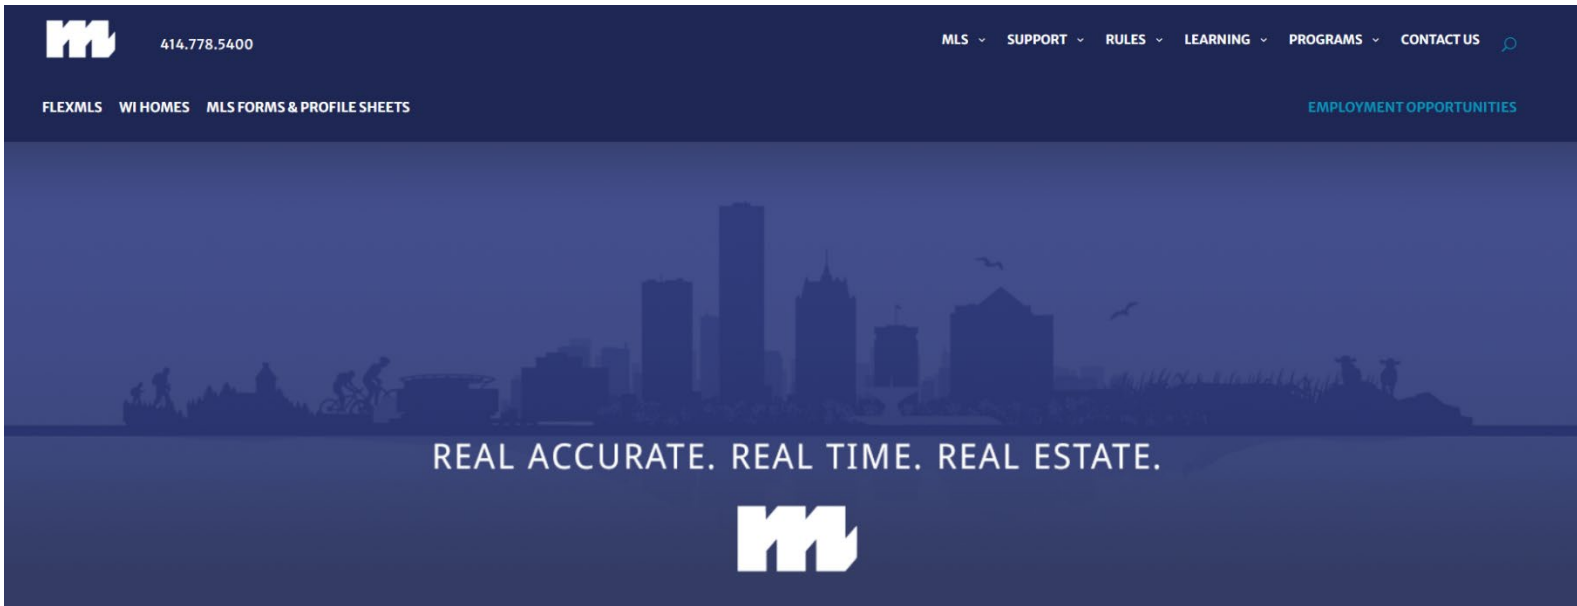 414.778.5400
MLS SUPPORT RULES LEARNING PROGRAMS CONTACT US
FLEXMLS WI HOMES MLS FORMS & PROFILE SHEETS
EMPLOYMENT OPPORTUNITIES
REAL ACCURATE. REAL TIME. REAL ESTATE.